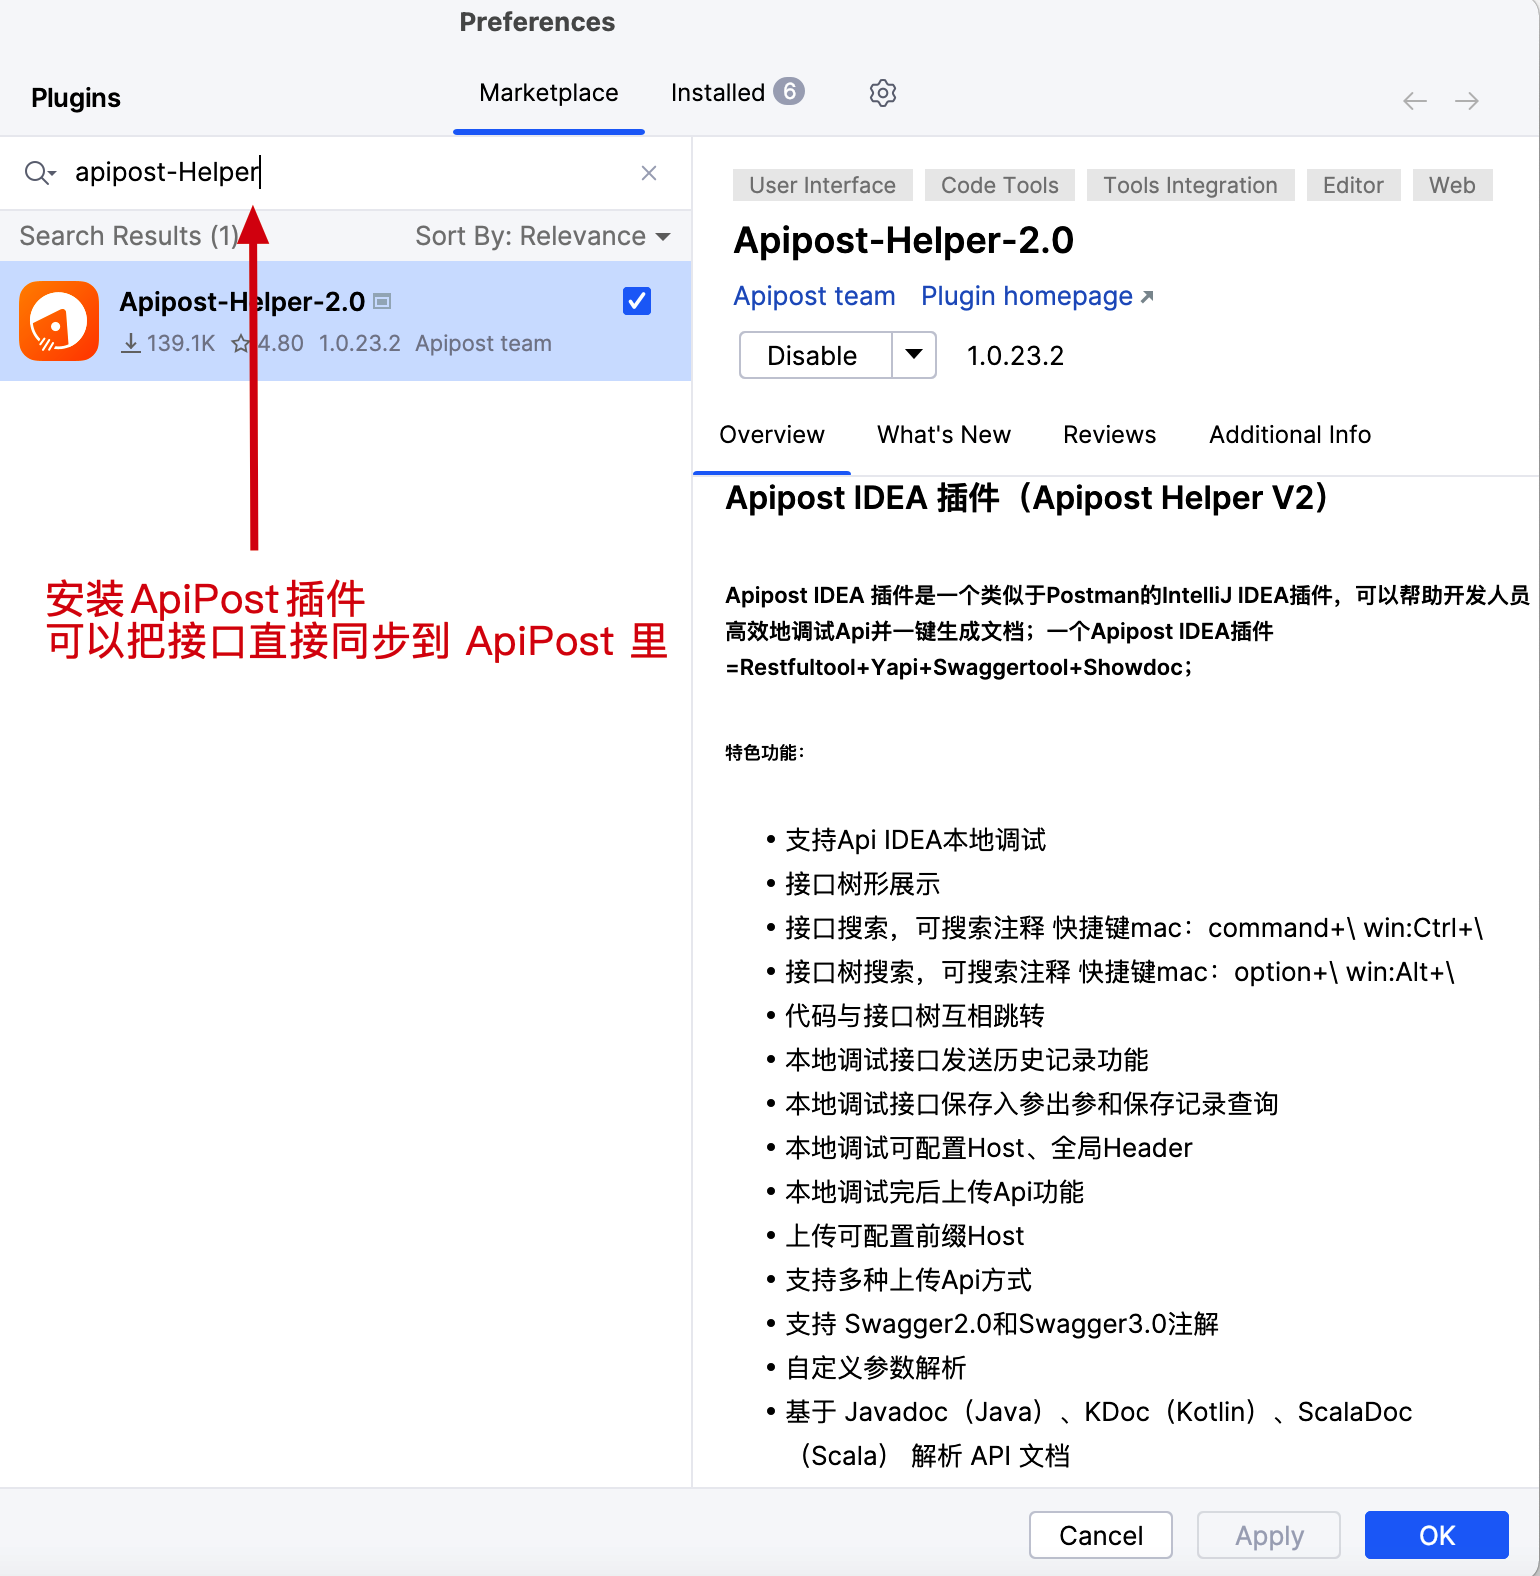 Preferences
Plugins
Marketplace
Installed 6
apipost-Helper
Search Results (1)
Sort By: Relevance
Apipost-Helper-2.0
139.1K 4.80 1.0.23.2 Apipost team
安装ApiPost插件
可以把接口直接同步到 ApiPost 里
User Interface Code Tools Tools Integration Editor Web
Apipost-Helper-2.0
Apipost team Plugin homepage
Disable 1.0.23.2
Overview What's New Reviews Additional Info
Apipost IDEA 插件（Apipost Helper V2）
Apipost IDEA 插件是一个类似于Postman的IntelliJ IDEA插件，可以帮助开发人员
高效地调试Api并一键生成文档；一个Apipost IDEA插件
=Restfultool+Yapi+Swaggertool+Showdoc；
特色功能：
• 支持Api IDEA本地调试
• 接口树形展示
• 接口搜索，可搜索注释 快捷键mac：command+\ win:Ctrl+\
• 接口树搜索，可搜索注释 快捷键mac：option+\ win:Alt+\
• 代码与接口树互相跳转
• 本地调试接口发送历史记录功能
• 本地调试接口保存入参出参和保存记录查询
• 本地调试可配置Host、全局Header
• 本地调试完后上传Api功能
• 上传可配置前缀Host
• 支持多种上传Api方式
• 支持 Swagger2.0和Swagger3.0注解
• 自定义参数解析
• 基于 Javadoc（Java）、KDoc（Kotlin）、ScalaDoc
（Scala） 解析 API 文档
Cancel Apply OK